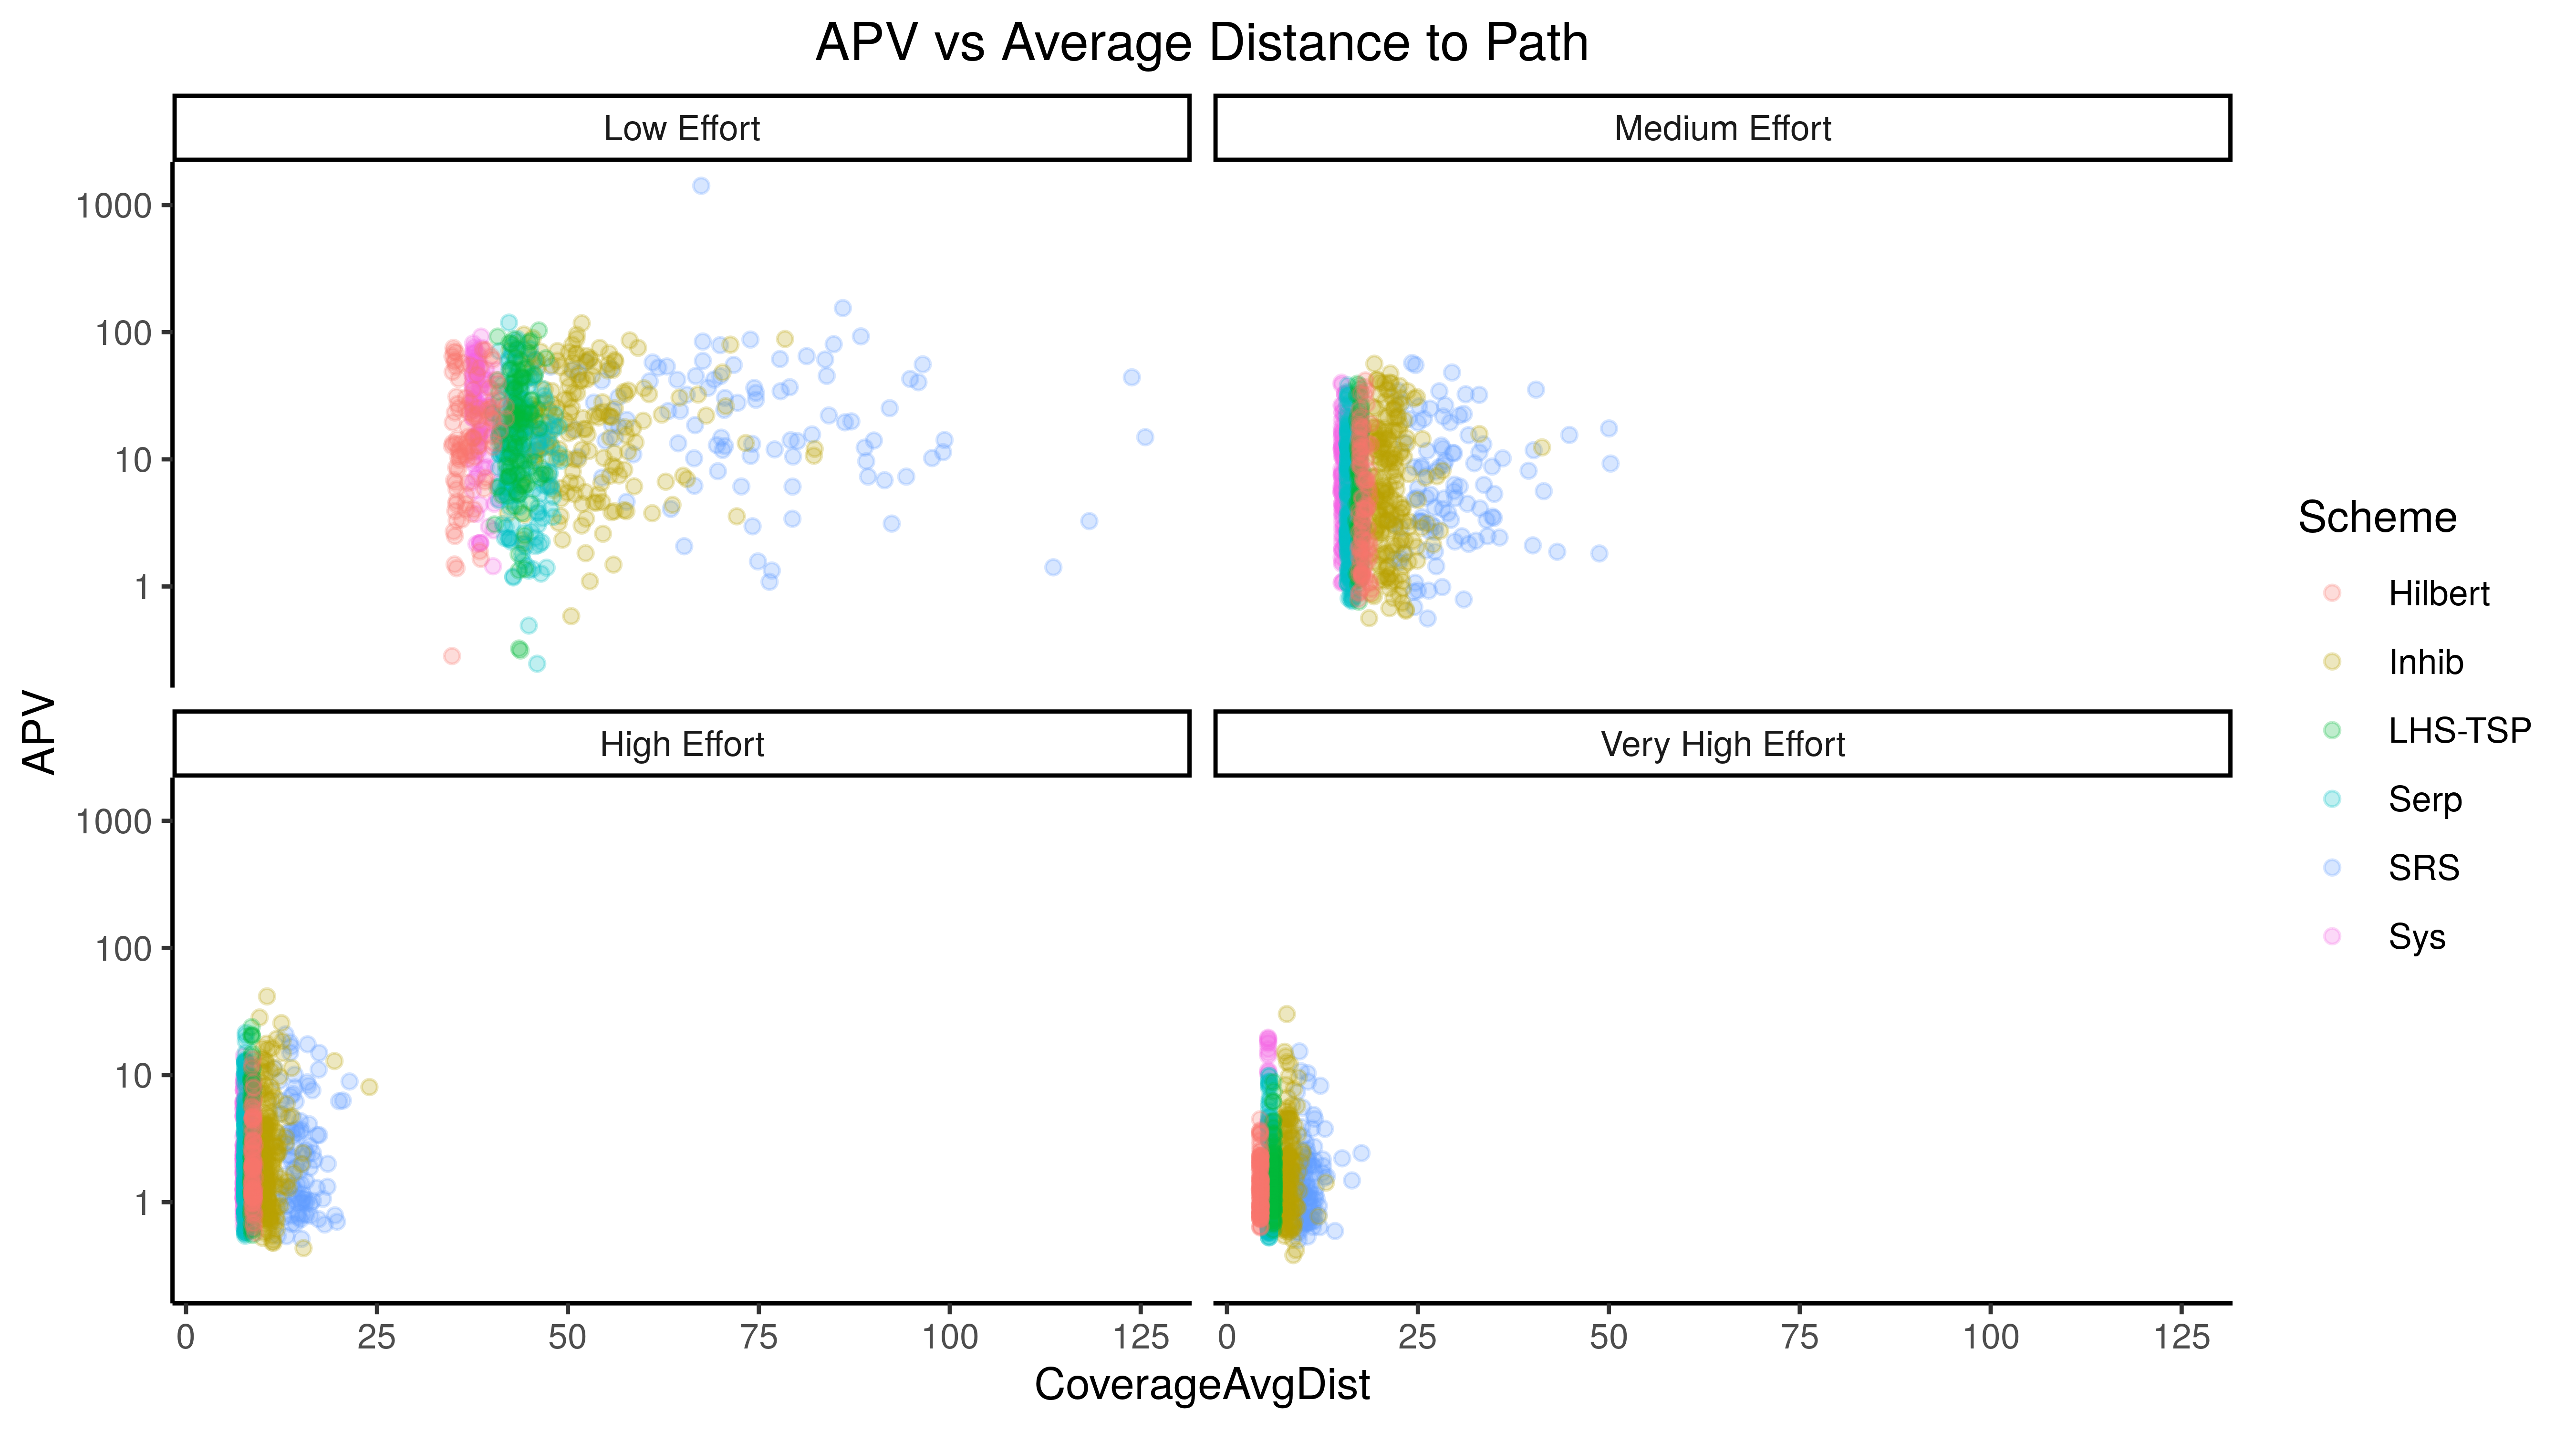 APV vs Average Distance to Path
Low Effort
Medium Effort
1000
100
10
1
High Effort
Very High Effort
1000
100
10
1
0 25 50 75 100 125
0 25 50 75 100 125
CoverageAvgDist
APV
Scheme
Hilbert
Inhib
LHS-TSP
Serp
SRS
Sys